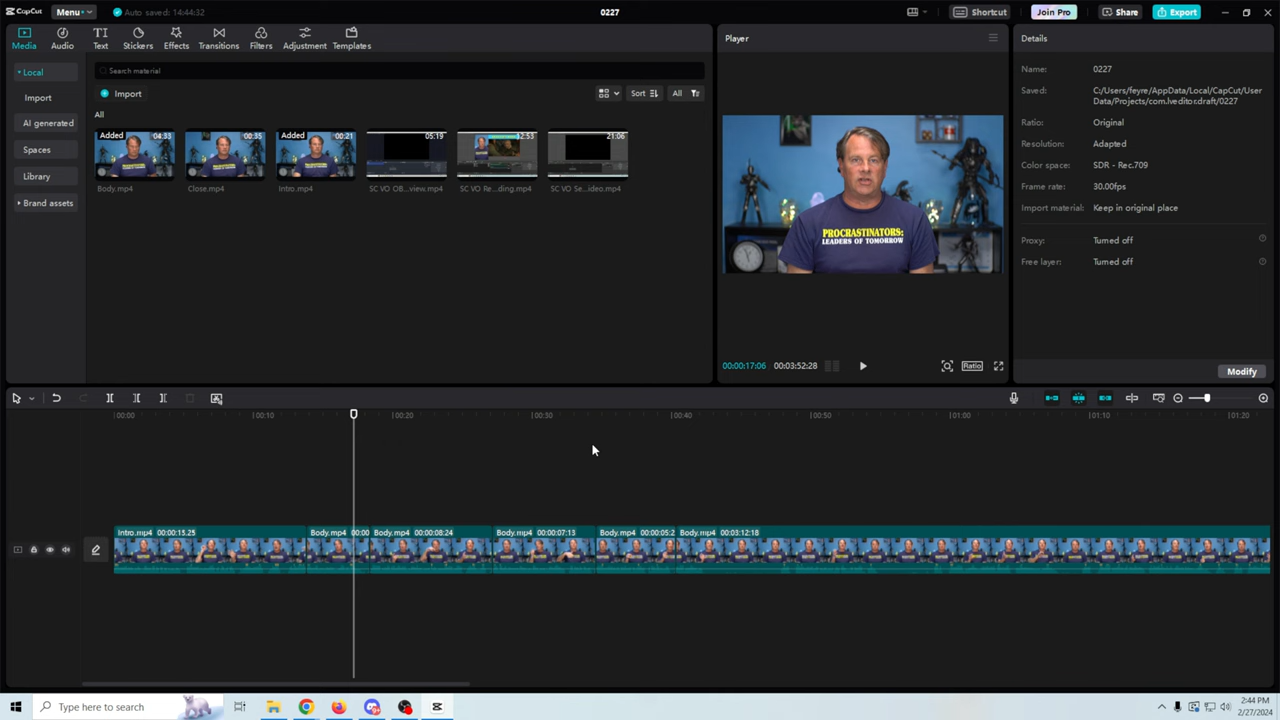 CapCut
Menu
Auto saved: 14:44:32
0227
Shortcut
Join Pro
Share
Export
Media
Audio
Text
Stickers
Effects
Transitions
Filters
Adjustment
Templates
Player
Details
Local
Import
AI generated
Spaces
Library
Brand assets
Search material
Import
Sort
All
All
Added
04:33
Body.mp4
00:35
Close.mp4
Added
00:21
Intro.mp4
05:19
SC VO OB...view.mp4
32:53
SC VO Re...ding.mp4
21:06
SC VO Se...ideo.mp4
PROCRASTINATORS:
LEADERS OF TOMORROW
00:00:17:06
00:03:52:28
Ratio
Name:
0227
Saved:
C:/Users/feyre/AppData/Local/CapCut/User
Data/Projects/com.lveditor.draft/0227
Ratio:
Original
Resolution:
Adapted
Color space:
SDR - Rec.709
Frame rate:
30.00fps
Import material:
Keep in original place
Proxy:
Turned off
Free layer:
Turned off
Modify
00:00
00:10
00:20
00:30
00:40
00:50
01:00
01:10
01:20
Intro.mp4 00:00:15:25
Body.mp4 00:00
Body.mp4 00:00:08:24
Body.mp4 00:00:07:13
Body.mp4 00:00:05:2
Body.mp4 00:03:12:18
Type here to search
2:44 PM
2/27/2024